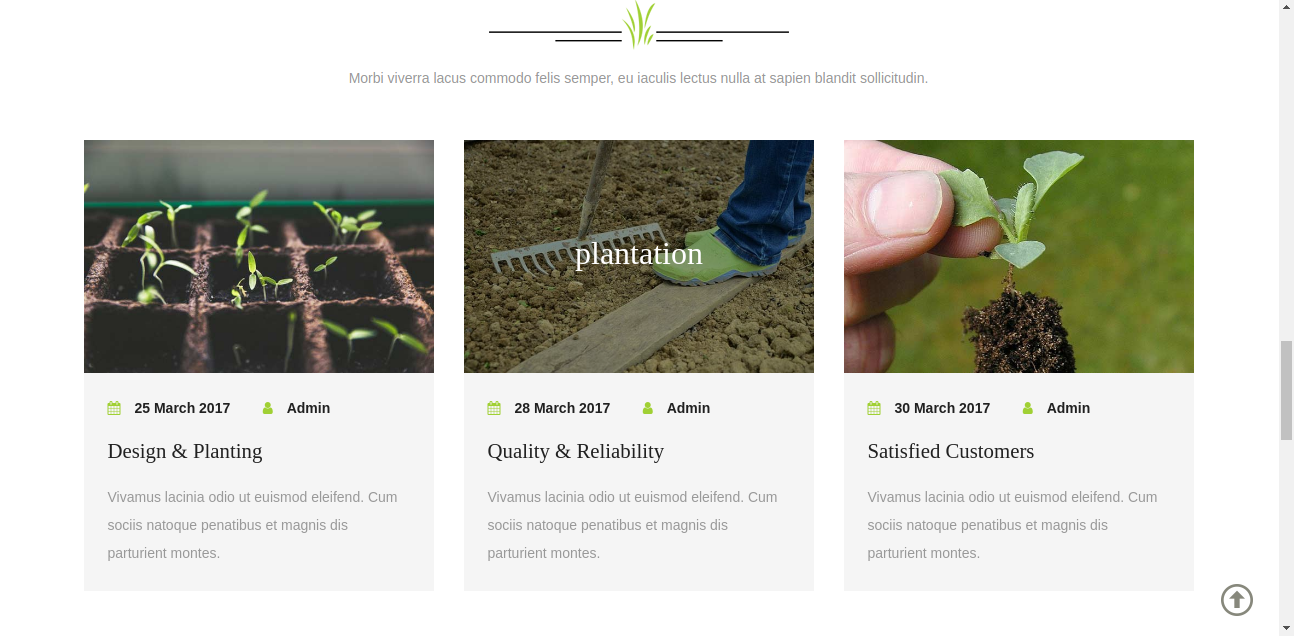 Morbi viverra lacus commodo felis semper, eu iaculis lectus nulla at sapien blandit sollicitudin.
plantation
25 March 2017 Admin
Design & Planting
Vivamus lacinia odio ut euismod eleifend. Cum
sociis natoque penatibus et magnis dis
parturient montes.
28 March 2017 Admin
Quality & Reliability
Vivamus lacinia odio ut euismod eleifend. Cum
sociis natoque penatibus et magnis dis
parturient montes.
30 March 2017 Admin
Satisfied Customers
Vivamus lacinia odio ut euismod eleifend. Cum
sociis natoque penatibus et magnis dis
parturient montes.